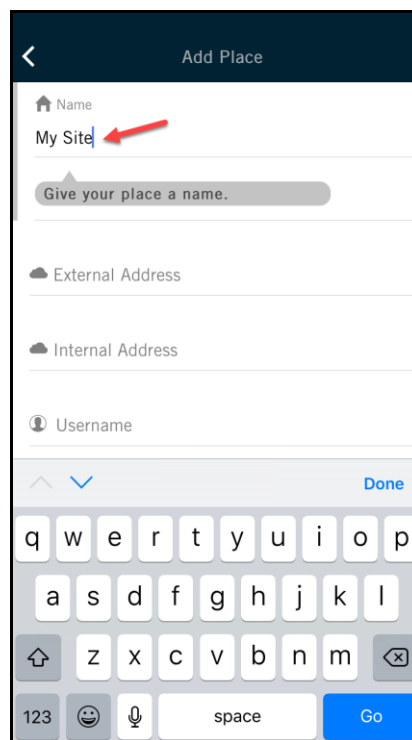 Add Place
Name
My Site
Give your place a name.
External Address
Internal Address
Username
Done
q w e r t y u i o p
a s d f g h j k l
z x c v b n m
123 space Go